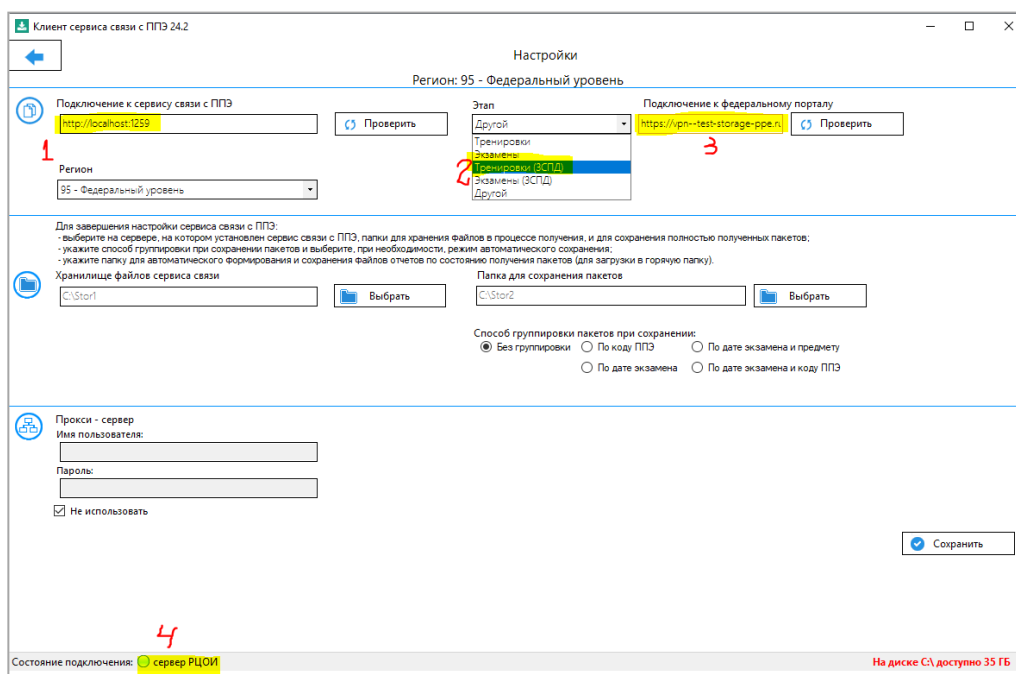 Клиент сервиса связи с ППЭ 24.2
Настройки
Регион: 95 - Федеральный уровень
Подключение к сервису связи с ППЭ
Этап
Подключение к федеральному порталу
http://localhost:1259
Проверить
Другой
https://vpn--test-storage-ppe.ru
Проверить
1
Тренировки
3
Экзамены
Регион
2
Тренировки (ЗСПД)
Экзамены (ЗСПД)
95 - Федеральный уровень
Другой
Для завершения настройки сервиса связи с ППЭ:
- выберите на сервере, на котором установлен сервис связи с ППЭ, папки для хранения файлов в процессе получения, и для сохранения полностью полученных пакетов;
- укажите способ группировки при сохранении пакетов и выберите, при необходимости, режим автоматического сохранения;
- укажите папку для автоматического формирования и сохранения файлов отчетов по состоянию получения пакетов (для загрузки в горячую папку).
Хранилище файлов сервиса связи
Папка для сохранения пакетов
C:\Stor1
Выбрать
C:\Stor2
Выбрать
Способ группировки пакетов при сохранении:
Без группировки
По коду ППЭ
По дате экзамена и предмету
По дате экзамена
По дате экзамена и коду ППЭ
Прокси - сервер
Имя пользователя:
Пароль:
Не использовать
Сохранить
4
Состояние подключения: сервер РЦОИ
На диске C:\ доступно 35 ГБ